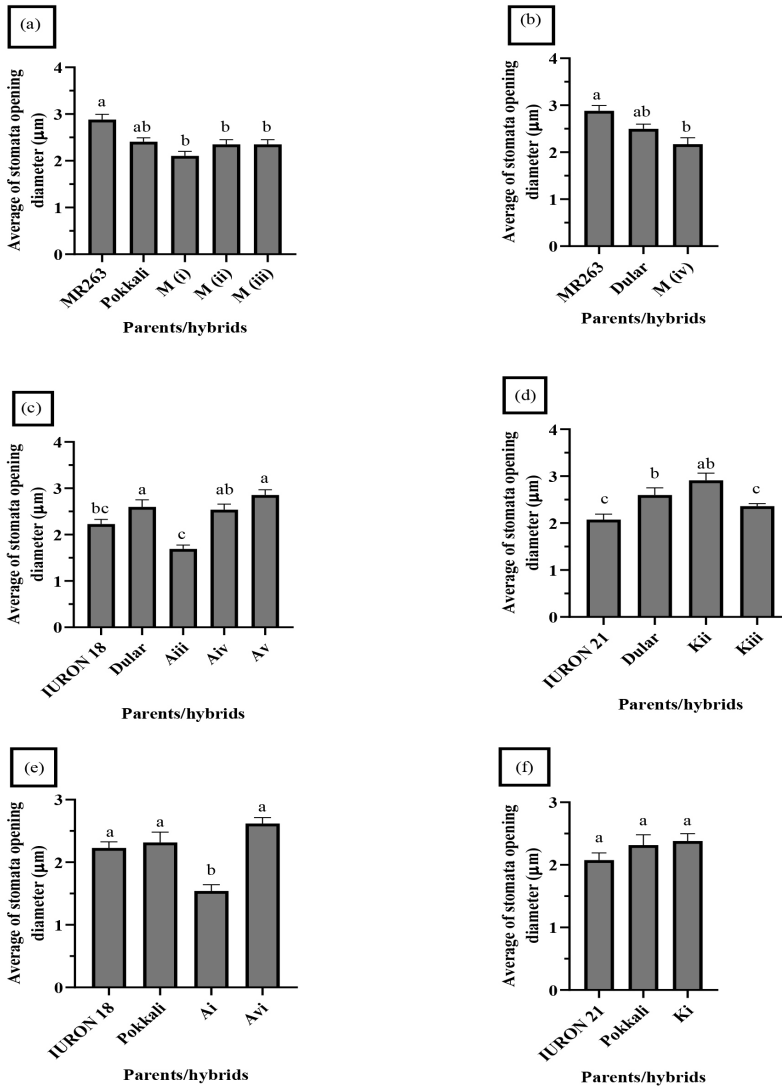 (a)
Average of stomata opening
diameter (μm)
4
3
2
1
0
a
ab
b
b
b
MR263
Pokkali
M (i)
M (ii)
M (iii)
Parents/hybrids
(b)
Average of stomata opening
diameter (μm)
4
3
2
1
0
a
ab
b
MR263
Dular
M (iv)
Parents/hybrids
(c)
Average of stomata opening
diameter (μm)
4
3
2
1
0
bc
a
c
ab
a
IURON 18
Dular
Aiii
Aiv
Av
Parents/hybrids
(d)
Average of stomata opening
diameter (μm)
4
3
2
1
0
c
b
ab
c
IURON 21
Dular
Kii
Kiii
Parents/hybrids
(e)
Average of stomata opening
diameter (μm)
3
2
1
0
a
a
b
a
IURON 18
Pokkali
Ai
Avi
Parents/hybrids
(f)
Average of stomata opening
diameter (μm)
3
2
1
0
a
a
a
IURON 21
Pokkali
Ki
Parents/hybrids